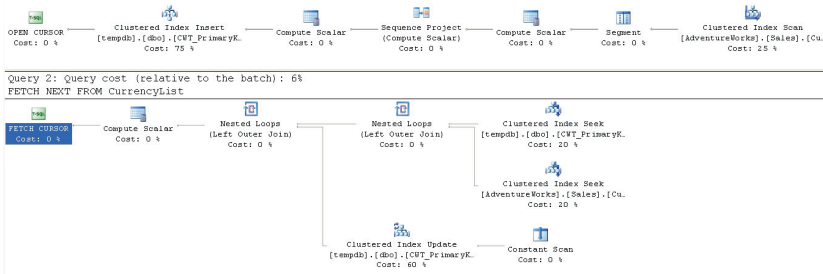 T-SQL
OPEN CURSOR
Cost: 0 %
Clustered Index Insert
[tempdb].[dbo].[CWT_PrimaryK…
Cost: 75 %
Compute Scalar
Cost: 0 %
Sequence Project
(Compute Scalar)
Cost: 0 %
Compute Scalar
Cost: 0 %
Segment
Cost: 0 %
Clustered Index Scan
[AdventureWorks].[Sales].[Cu…
Cost: 25 %
Query 2: Query cost (relative to the batch): 6%
FETCH NEXT FROM CurrencyList
T-SQL
FETCH CURSOR
Cost: 0 %
Compute Scalar
Cost: 0 %
Nested Loops
(Left Outer Join)
Cost: 0 %
Nested Loops
(Left Outer Join)
Cost: 0 %
Clustered Index Seek
[tempdb].[dbo].[CWT_PrimaryK…
Cost: 20 %
Clustered Index Seek
[AdventureWorks].[Sales].[Cu…
Cost: 20 %
Clustered Index Update
[tempdb].[dbo].[CWT_PrimaryK…
Cost: 60 %
Constant Scan
Cost: 0 %